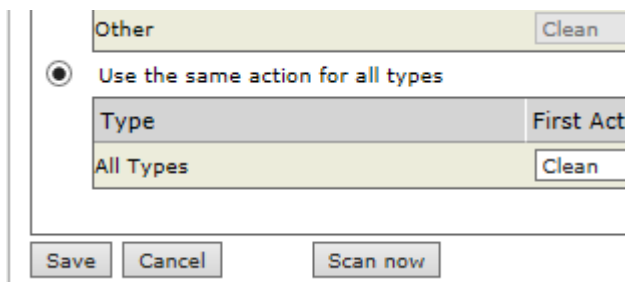 Other Clean
Use the same action for all types
Type First Act
All Types Clean
Save Cancel Scan now